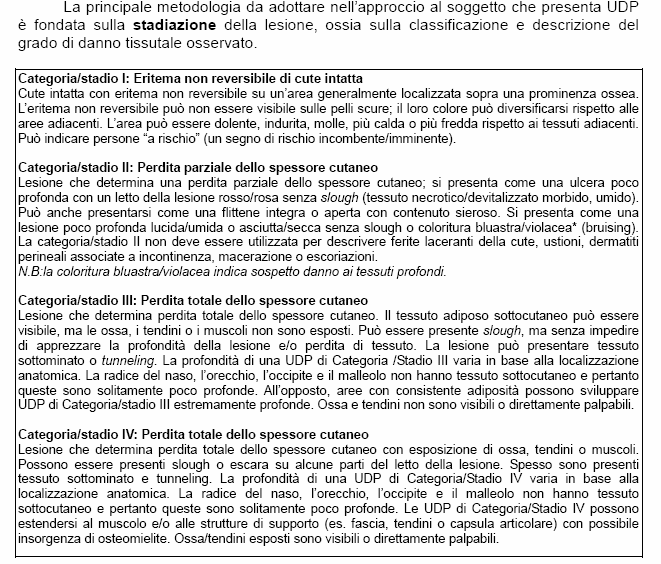 La principale metodologia da adottare nell'approccio al soggetto che presenta UDP
è fondata sulla stadiazione della lesione, ossia sulla classificazione e descrizione del
grado di danno tissutale osservato.
Categoria/stadio I: Eritema non reversibile di cute intatta
Cute intatta con eritema non reversibile su un'area generalmente localizzata sopra una prominenza ossea.
L'eritema non reversibile può non essere visibile sulle pelli scure; il loro colore può diversificarsi rispetto alle
aree adiacenti. L'area può essere dolente, indurita, molle, più calda o più fredda rispetto ai tessuti adiacenti.
Può indicare persone "a rischio" (un segno di rischio incombente/imminente).
Categoria/stadio II: Perdita parziale dello spessore cutaneo
Lesione che determina una perdita parziale dello spessore cutaneo; si presenta come una ulcera poco
profonda con un letto della lesione rosso/rosa senza slough (tessuto necrotico/devitalizzato morbido, umido).
Può anche presentarsi come una flittene integra o aperta con contenuto sieroso. Si presenta come una
lesione poco profonda lucida/umida o asciutta/secca senza slough o coloritura bluastra/violacea* (bruising).
La categoria/stadio II non deve essere utilizzata per descrivere ferite laceranti della cute, ustioni, dermatiti
perineali associate a incontinenza, macerazione o escoriazioni.
N.B:la coloritura bluastra/violacea indica sospetto danno ai tessuti profondi.
Categoria/stadio III: Perdita totale dello spessore cutaneo
Lesione che determina perdita totale dello spessore cutaneo. Il tessuto adiposo sottocutaneo può essere
visibile, ma le ossa, i tendini o i muscoli non sono esposti. Può essere presente slough, ma senza impedire
di apprezzare la profondità della lesione e/o perdita di tessuto. La lesione può presentare tessuto
sottominato o tunneling. La profondità di una UDP di Categoria /Stadio III varia in base alla localizzazione
anatomica. La radice del naso, l'orecchio, l'occipite e il malleolo non hanno tessuto sottocutaneo e pertanto
queste sono solitamente poco profonde. All'opposto, aree con consistente adiposità possono sviluppare
UDP di Categoria/stadio III estremamente profonde. Ossa e tendini non sono visibili o direttamente palpabili.
Categoria/stadio IV: Perdita totale dello spessore cutaneo
Lesione che determina perdita totale dello spessore cutaneo con esposizione di ossa, tendini o muscoli.
Possono essere presenti slough o escara su alcune parti del letto della lesione. Spesso sono presenti
tessuto sottominato e tunneling. La profondità di una UDP di Categoria/Stadio IV varia in base alla
localizzazione anatomica. La radice del naso, l'orecchio, l'occipite e il malleolo non hanno tessuto
sottocutaneo e pertanto queste sono solitamente poco profonde. Le UDP di Categoria/Stadio IV possono
estendersi al muscolo e/o alle strutture di supporto (es. fascia, tendini o capsula articolare) con possibile
insorgenza di osteomielite. Ossa/tendini esposti sono visibili o direttamente palpabili.